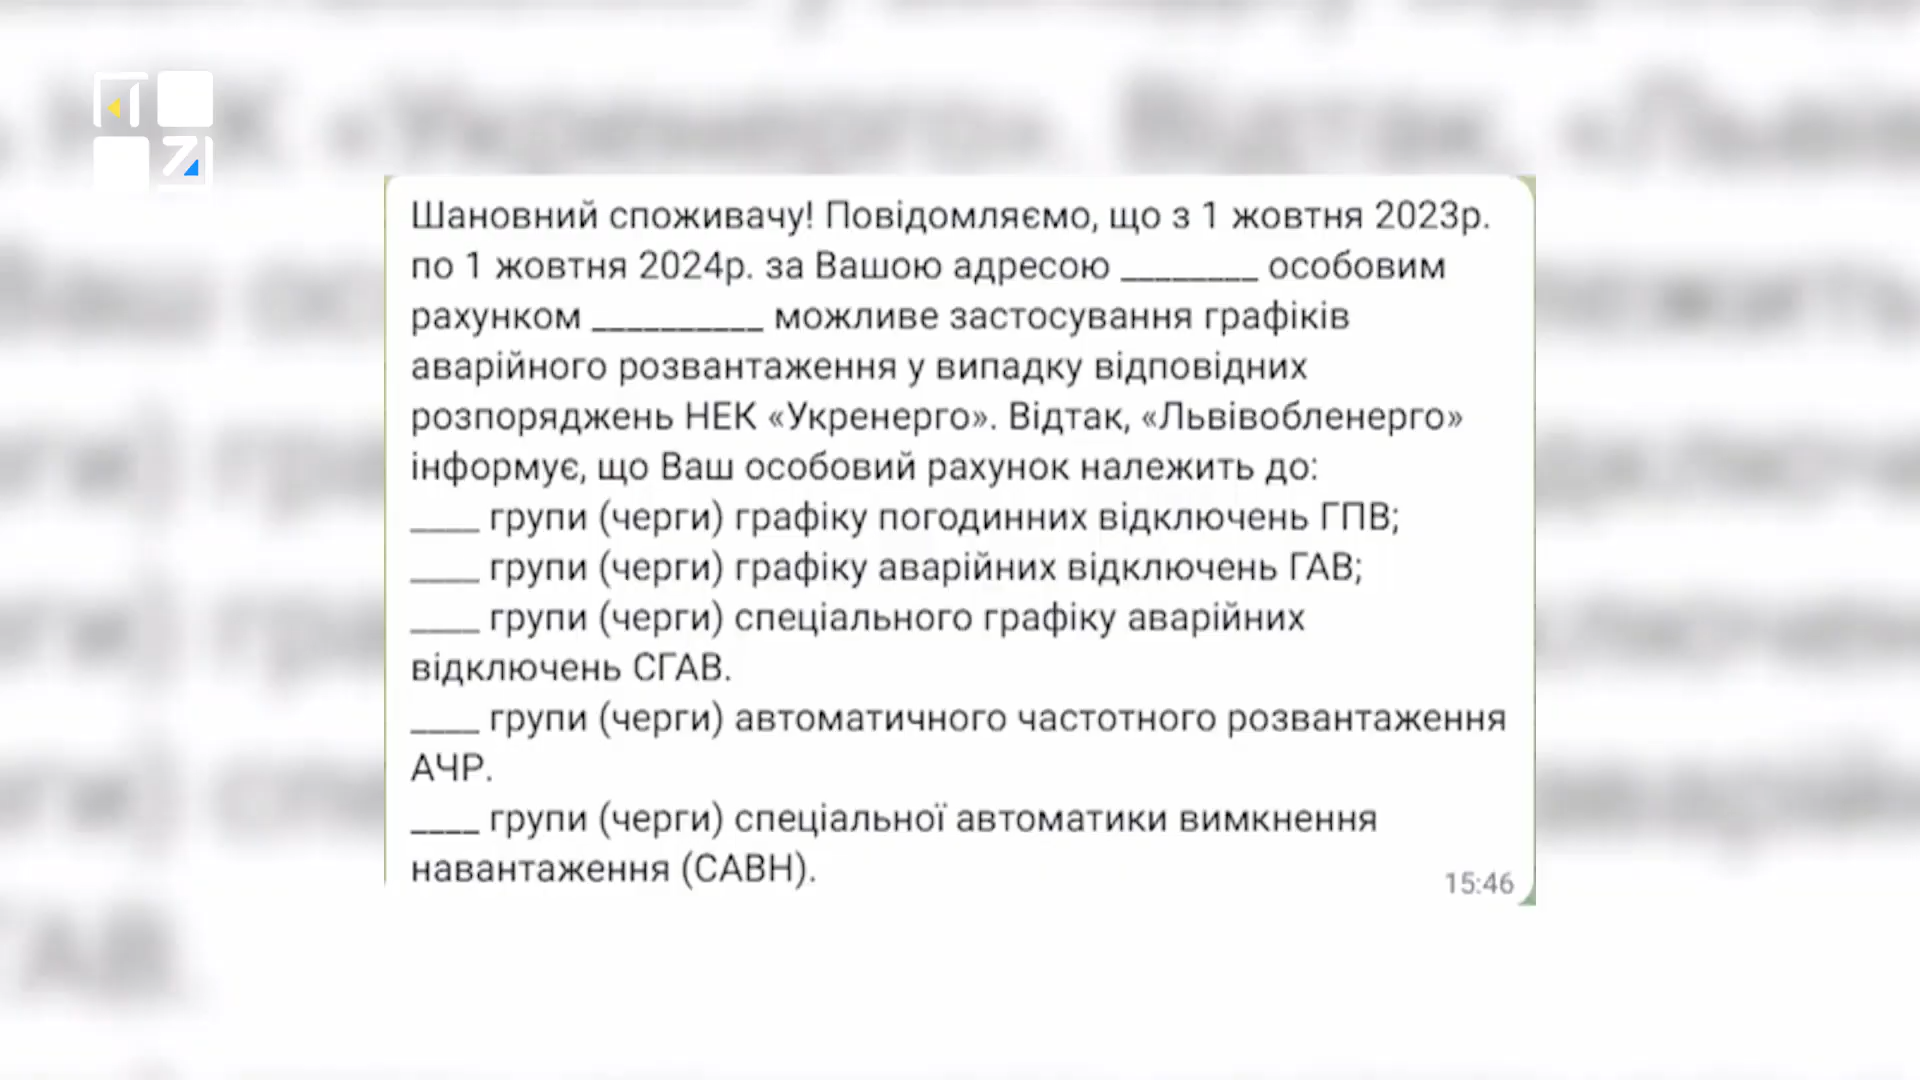 Шановний споживачу! Повідомляємо, що з 1 жовтня 2023р.
по 1 жовтня 2024р. за Вашою адресою ________ особовим
рахунком __________ можливе застосування графіків
аварійного розвантаження у випадку відповідних
розпоряджень НЕК «Укренерго». Відтак, «Львівобленерго»
інформує, що Ваш особовий рахунок належить до:
____ групи (черги) графіку погодинних відключень ГПВ;
____ групи (черги) графіку аварійних відключень ГАВ;
____ групи (черги) спеціального графіку аварійних
відключень СГАВ.
____ групи (черги) автоматичного частотного розвантаження
АЧР.
____ групи (черги) спеціальної автоматики вимкнення
навантаження (САВН).
15:46